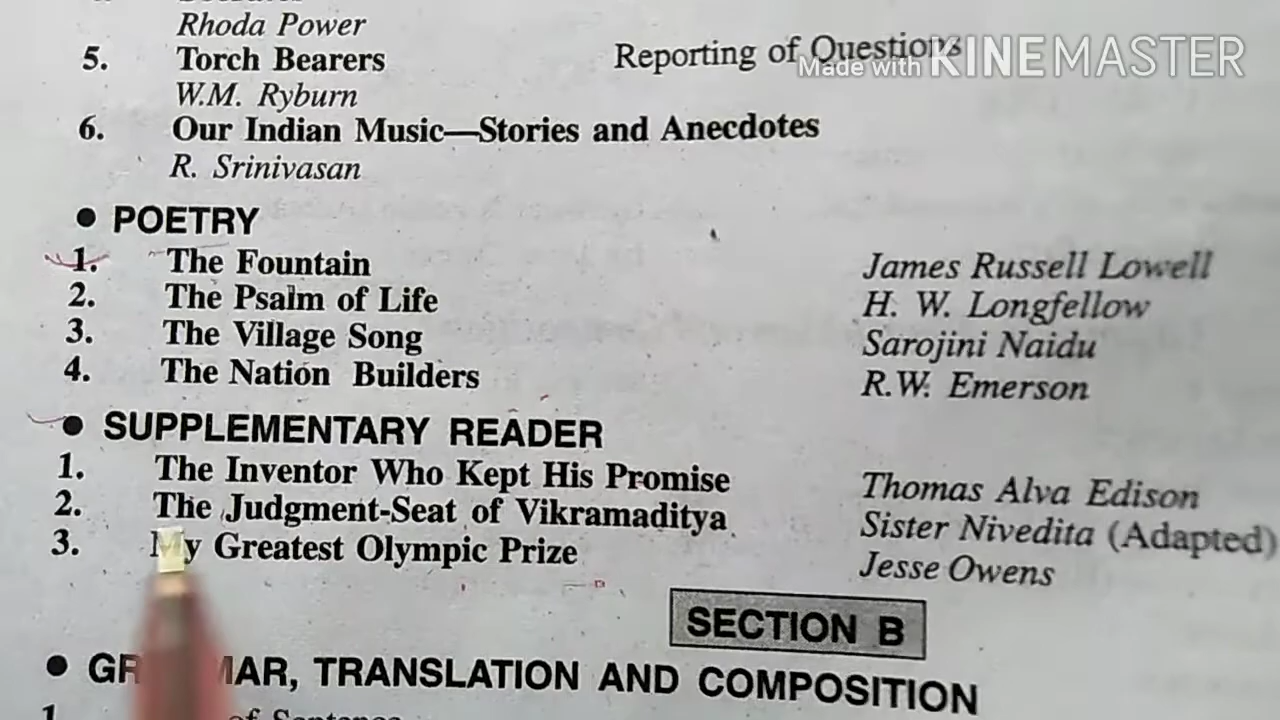 Rhoda Power
5. Torch Bearers Reporting of Questions
Made with KINEMASTER
W.M. Ryburn
6. Our Indian Music—Stories and Anecdotes
R. Srinivasan
• POETRY
1. The Fountain James Russell Lowell
2. The Psalm of Life H. W. Longfellow
3. The Village Song Sarojini Naidu
4. The Nation Builders R.W. Emerson
• SUPPLEMENTARY READER
1. The Inventor Who Kept His Promise Thomas Alva Edison
2. The Judgment-Seat of Vikramaditya Sister Nivedita (Adapted)
3. My Greatest Olympic Prize Jesse Owens
SECTION B
• GRAMMAR, TRANSLATION AND COMPOSITION
1. of Sentence